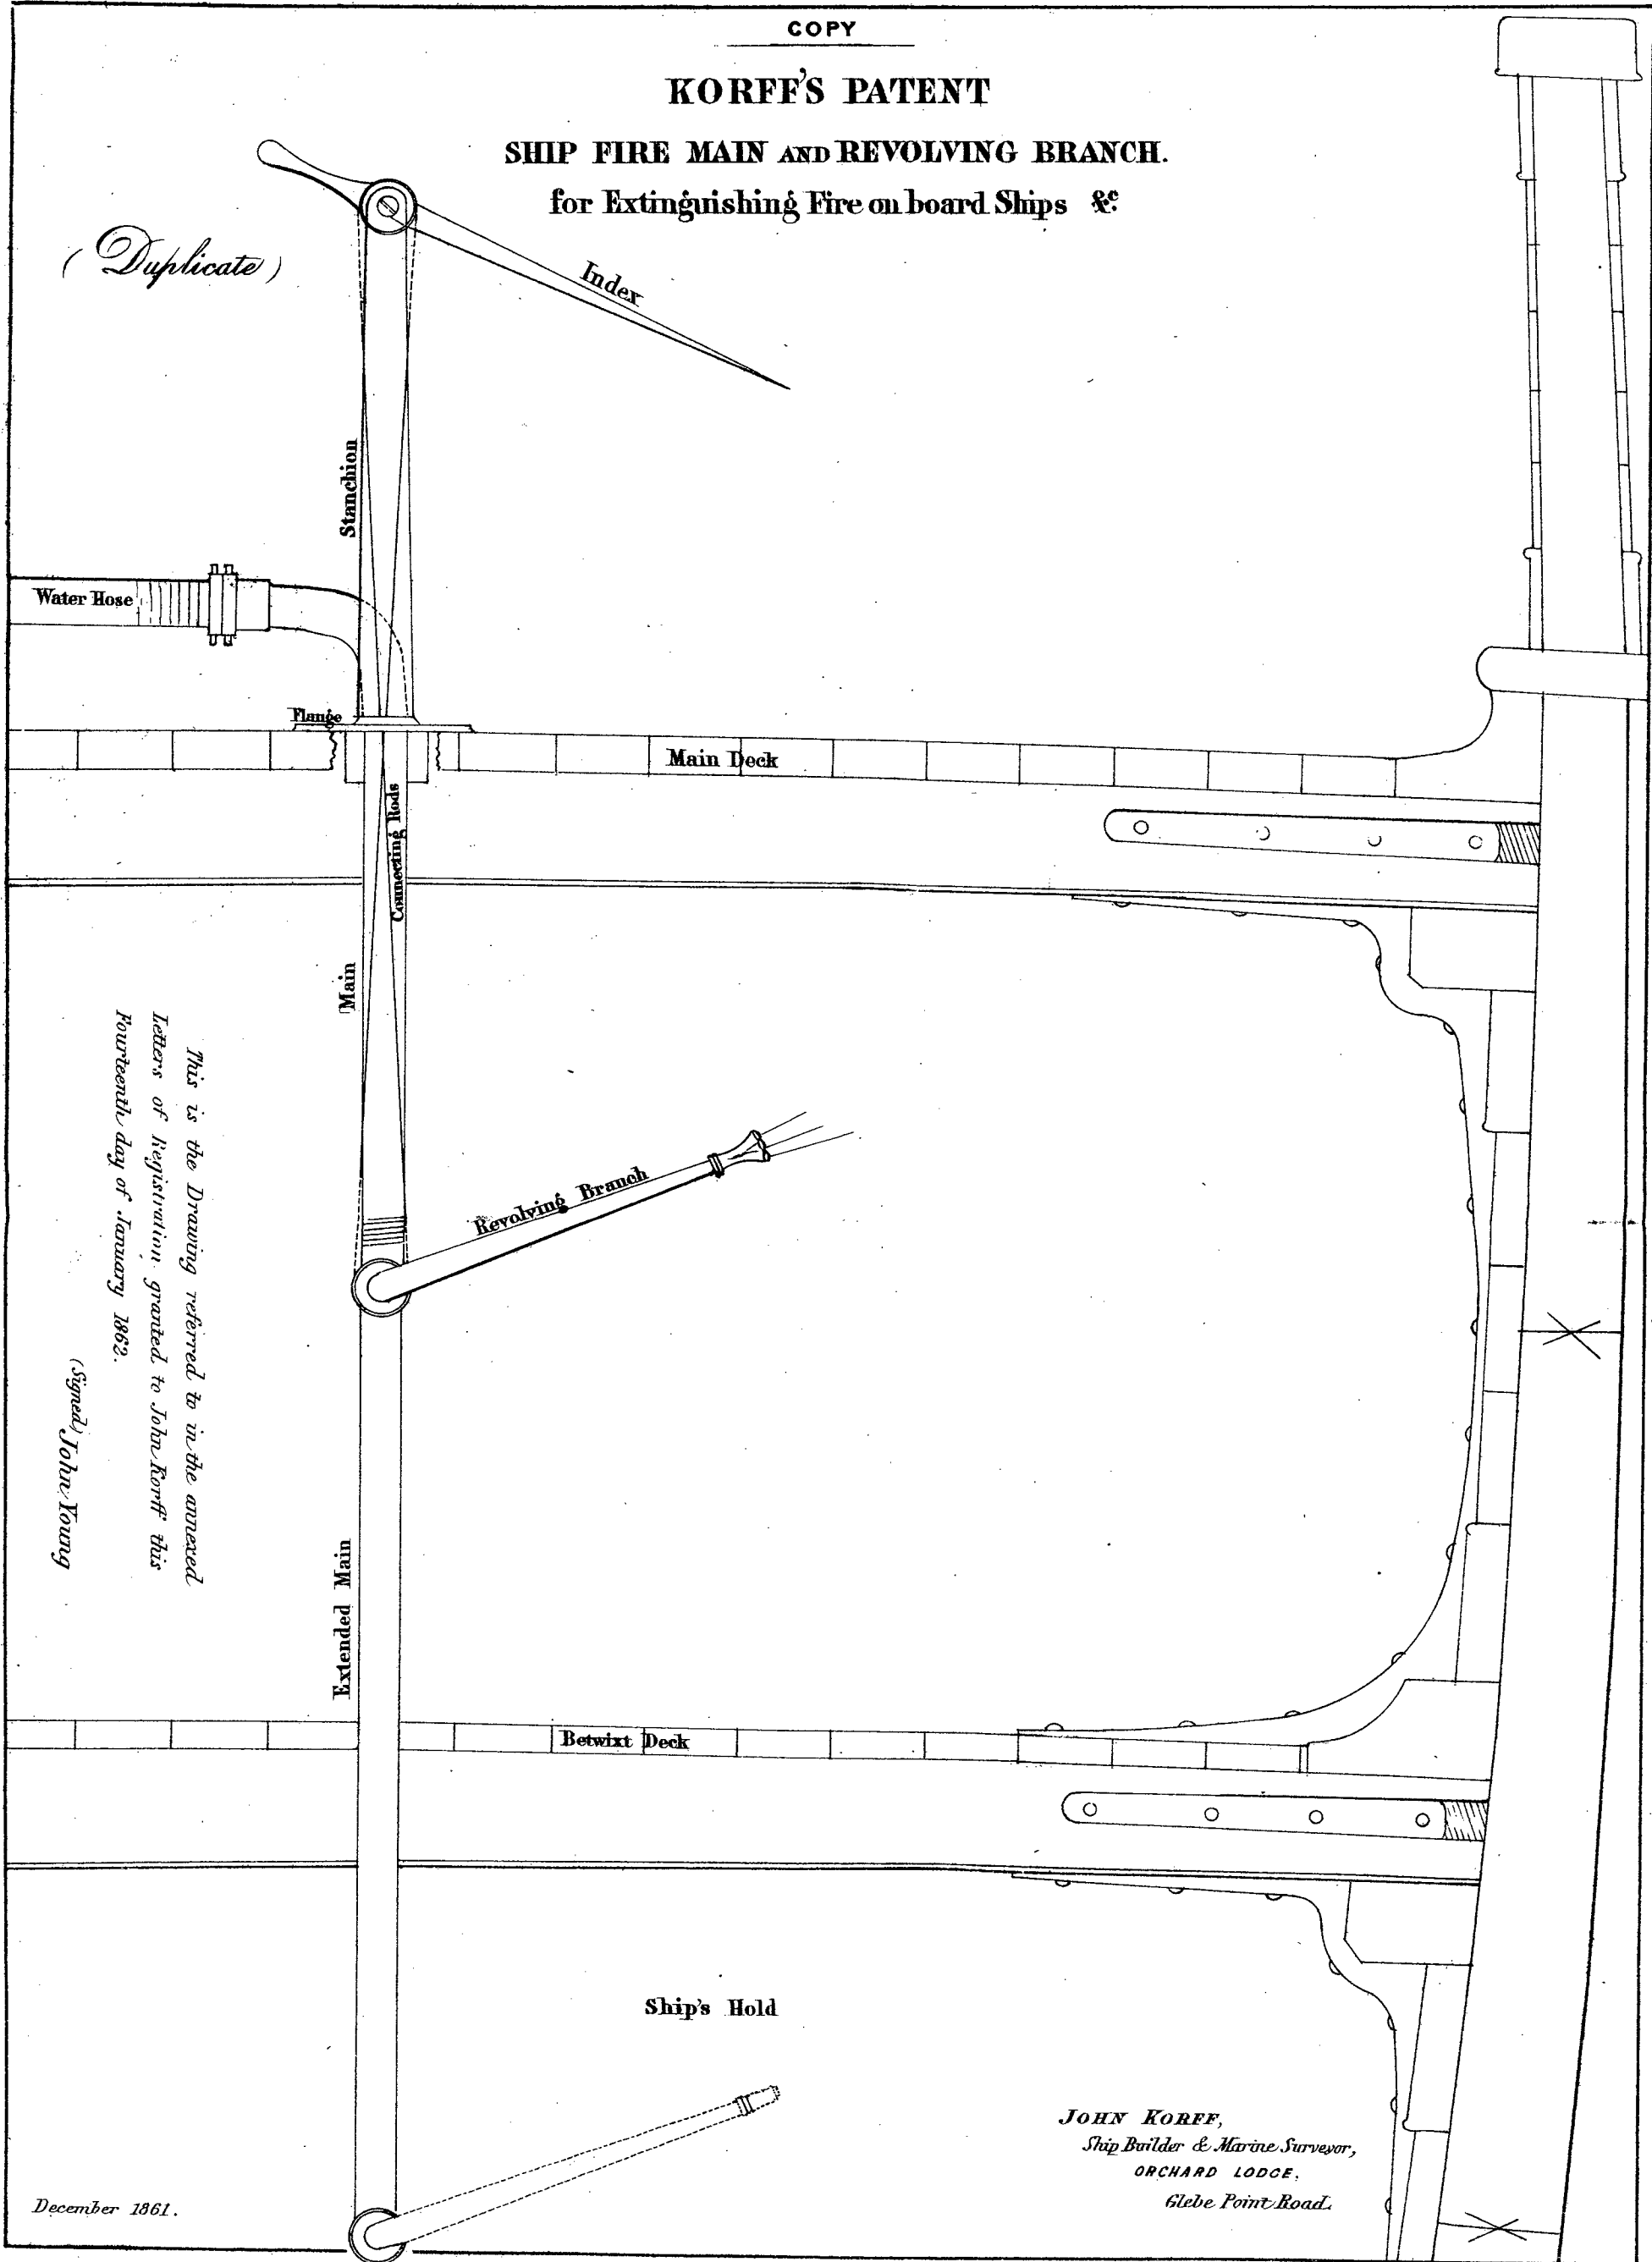 COPY
KORFF'S PATENT
SHIP FIRE MAIN AND REVOLVING BRANCH.
for Extinguishing Fire on board Ships &c
(Duplicate)
Index
Stanchion
Water Hose
Flange
Main Deck
Connecting Rods
Main
Revolving Branch
This is the Drawing referred to in the annexed
Letters of Registration granted to John Korff this
Fourteenth day of January 1862.
(Signed) John Young
Extended Main
Betwixt Deck
Ship's Hold
JOHN KORFF,
Ship Builder & Marine Surveyor,
ORCHARD LODGE,
Glebe Point Road.
December 1861.